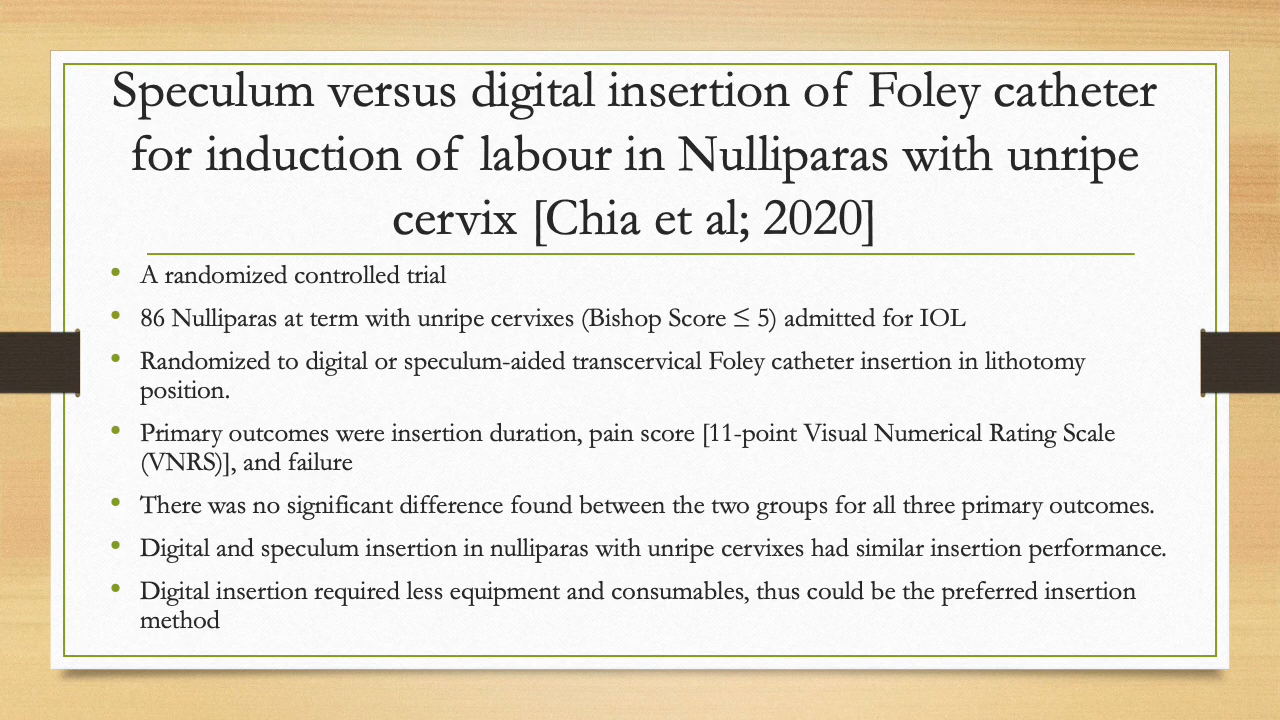 Speculum versus digital insertion of Foley catheter
for induction of labour in Nulliparas with unripe
cervix [Chia et al; 2020]
• A randomized controlled trial
• 86 Nulliparas at term with unripe cervixes (Bishop Score ≤ 5) admitted for IOL
• Randomized to digital or speculum-aided transcervical Foley catheter insertion in lithotomy
position.
• Primary outcomes were insertion duration, pain score [11-point Visual Numerical Rating Scale
(VNRS)], and failure
• There was no significant difference found between the two groups for all three primary outcomes.
• Digital and speculum insertion in nulliparas with unripe cervixes had similar insertion performance.
• Digital insertion required less equipment and consumables, thus could be the preferred insertion
method